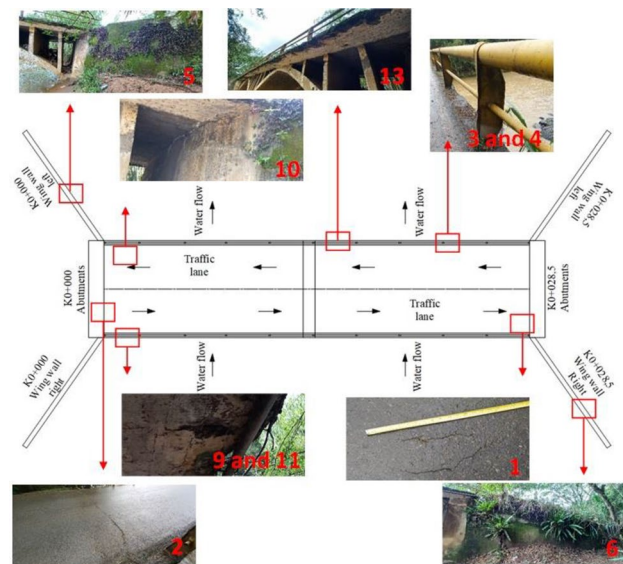 5
13
3 and 4
10
K0+000
Wing wall
left
Water flow
Water flow
K0+028.5
Wing wall
left
Traffic
lane
K0+000
Abutments
K0+028.5
Abutments
Traffic
lane
K0+000
Wing wall
right
Water flow
Water flow
K0+028.5
Wing wall
Right
9 and 11
1
2
6